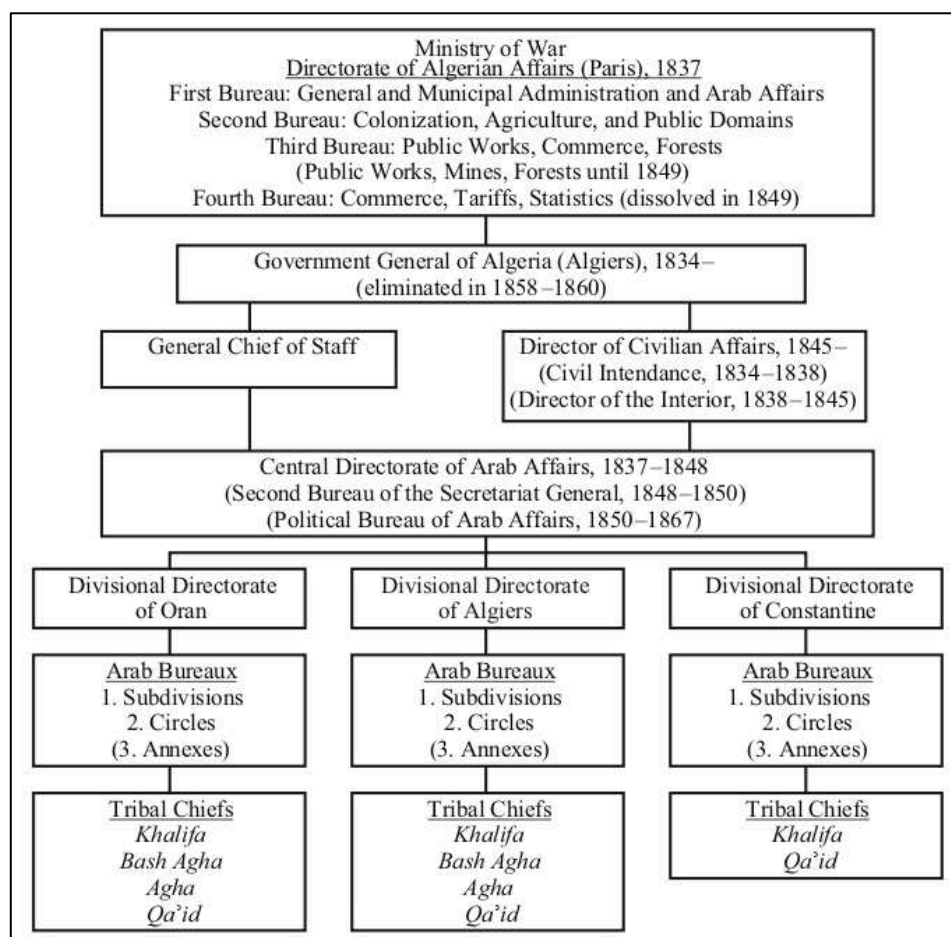 Ministry of War
Directorate of Algerian Affairs (Paris), 1837
First Bureau: General and Municipal Administration and Arab Affairs
Second Bureau: Colonization, Agriculture, and Public Domains
Third Bureau: Public Works, Commerce, Forests
(Public Works, Mines, Forests until 1849)
Fourth Bureau: Commerce, Tariffs, Statistics (dissolved in 1849)
Government General of Algeria (Algiers), 1834–
(eliminated in 1858–1860)
General Chief of Staff
Director of Civilian Affairs, 1845–
(Civil Intendance, 1834–1838)
(Director of the Interior, 1838–1845)
Central Directorate of Arab Affairs, 1837–1848
(Second Bureau of the Secretariat General, 1848–1850)
(Political Bureau of Arab Affairs, 1850–1867)
Divisional Directorate
of Oran
Divisional Directorate
of Algiers
Divisional Directorate
of Constantine
Arab Bureaux
1. Subdivisions
2. Circles
(3. Annexes)
Arab Bureaux
1. Subdivisions
2. Circles
(3. Annexes)
Arab Bureaux
1. Subdivisions
2. Circles
(3. Annexes)
Tribal Chiefs
Khalifa
Bash Agha
Agha
Qaʾid
Tribal Chiefs
Khalifa
Bash Agha
Agha
Qaʾid
Tribal Chiefs
Khalifa
Qaʾid